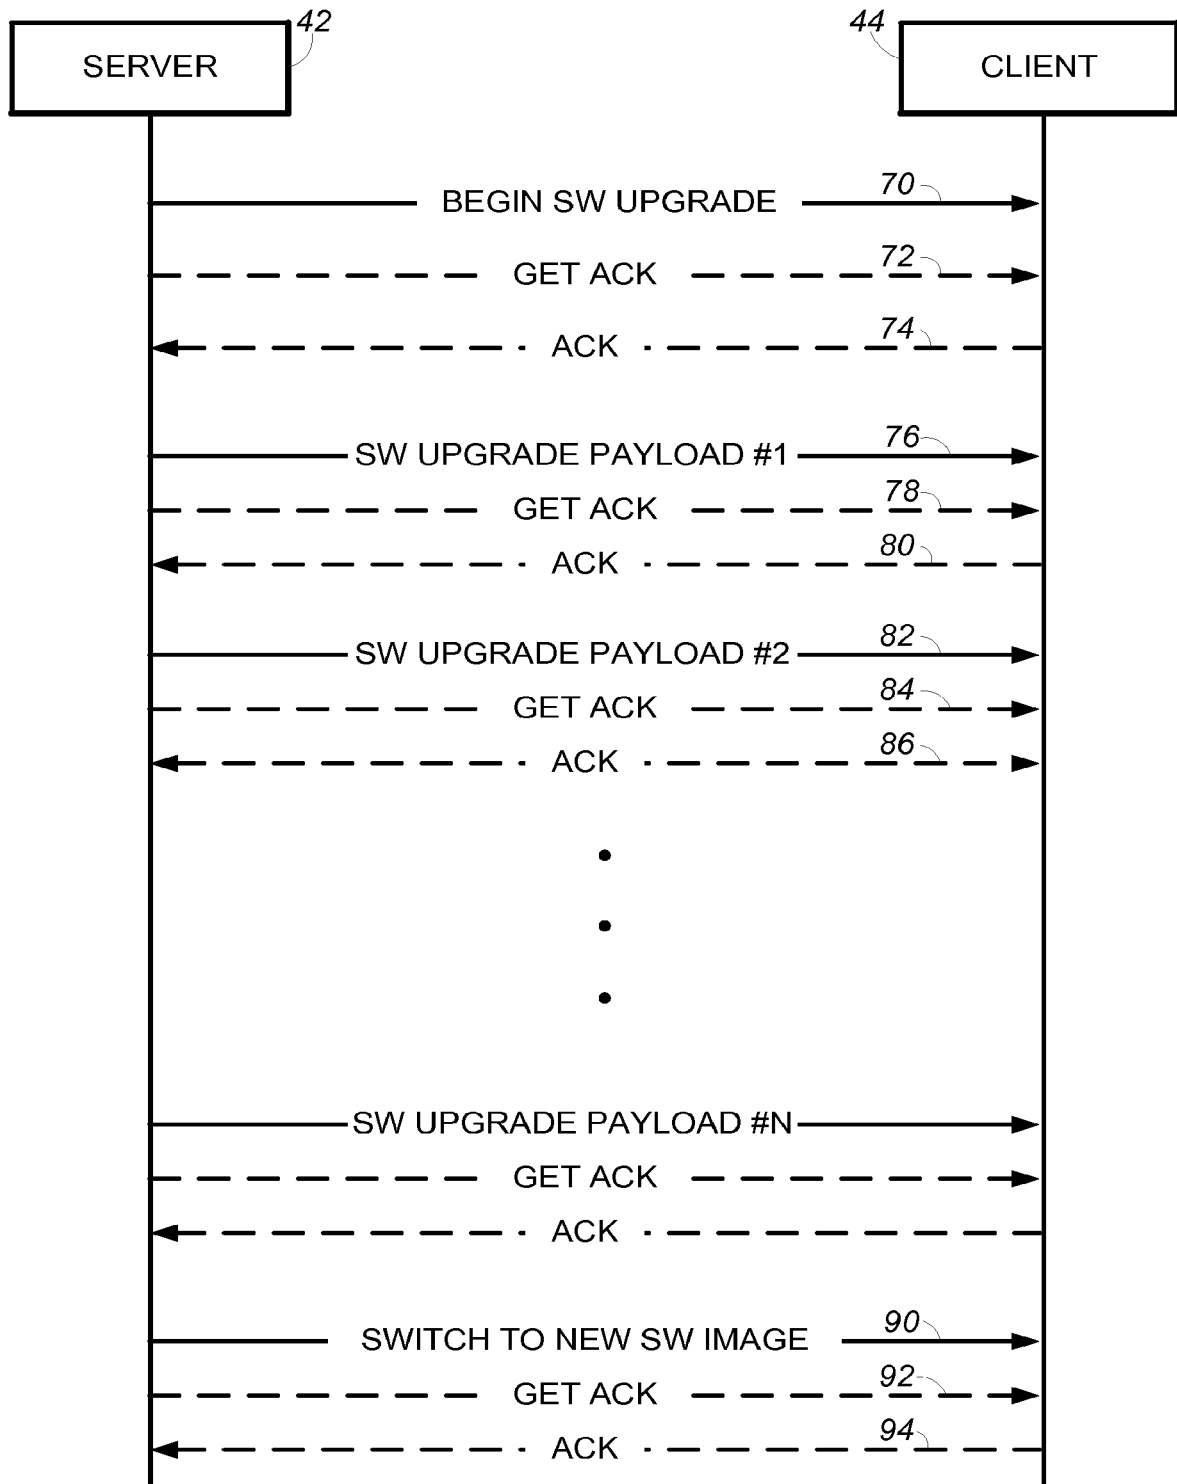 42
44
SERVER
CLIENT
70
BEGIN SW UPGRADE
72
GET ACK
74
ACK
76
SW UPGRADE PAYLOAD #1
78
GET ACK
80
ACK
82
SW UPGRADE PAYLOAD #2
84
GET ACK
86
ACK
SW UPGRADE PAYLOAD #N
GET ACK
ACK
90
SWITCH TO NEW SW IMAGE
92
GET ACK
94
ACK